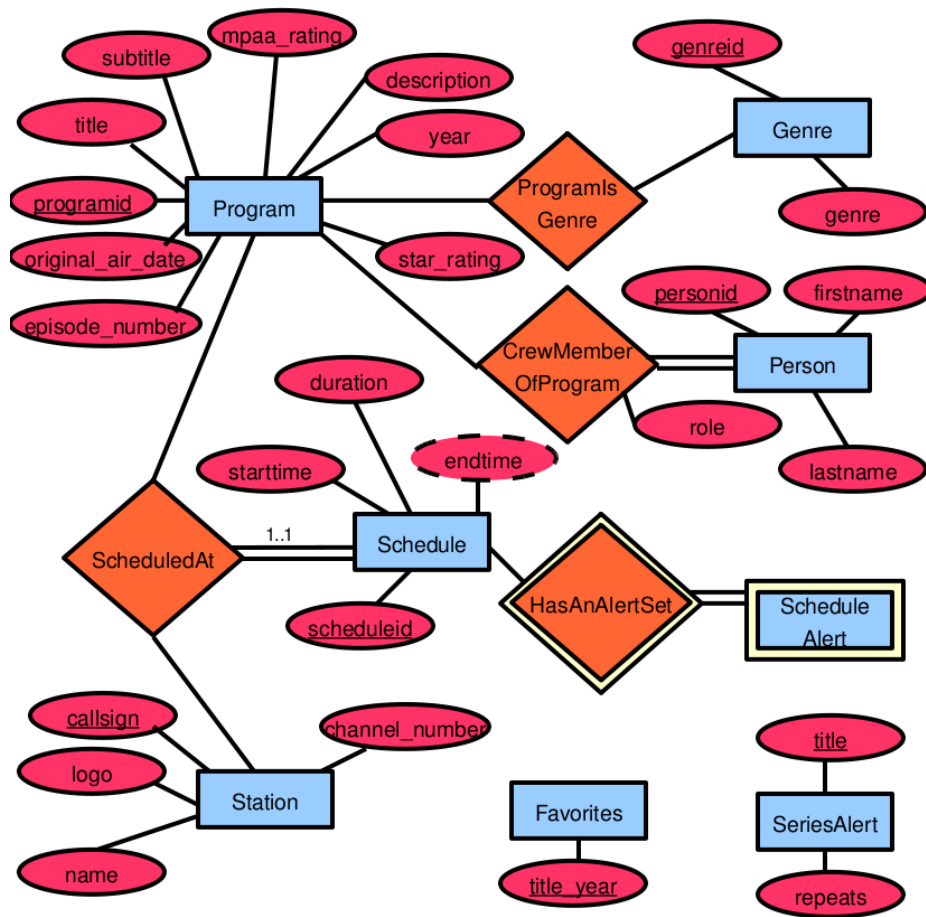 mpaa_rating
subtitle
description
title
year
programid
Program
original_air_date
star_rating
episode_number
ProgramIs
Genre
genreid
Genre
genre
CrewMember
OfProgram
personid
firstname
Person
role
lastname
duration
starttime
endtime
ScheduledAt
1..1
Schedule
scheduleid
HasAnAlertSet
Schedule
Alert
callsign
channel_number
logo
Station
name
Favorites
title_year
title
SeriesAlert
repeats